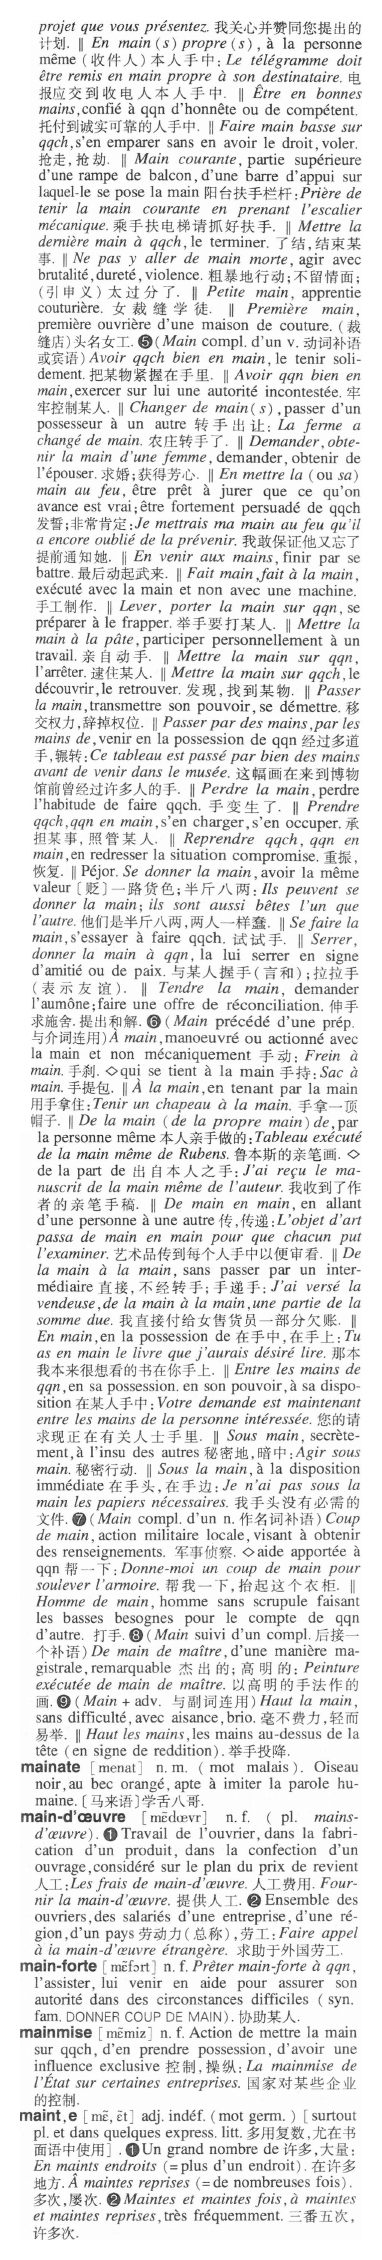 projet que vous présentez. 我关心并赞同您提出的
计划. ‖ En main (s) propre (s), à la personne
même (收件人) 本人手中: Le télégramme doit
être remis en main propre à son destinataire. 电
报应交到收电人本人手中. ‖ Être en bonnes
mains, confié à qqn d'honnête ou de compétent.
托付到诚实可靠的人手中. ‖ Faire main basse sur
qqch, s'en emparer sans en avoir le droit, voler.
抢走, 抢劫. ‖ Main courante, partie supérieure
d'une rampe de balcon, d'une barre d'appui sur
laquel-le se pose la main 阳台扶手栏杆: Prière de
tenir la main courante en prenant l'escalier
mécanique. 乘手扶电梯请抓好扶手. ‖ Mettre la
dernière main à qqch, le terminer. 了结, 结束某
事. ‖ Ne pas y aller de main morte, agir avec
brutalité, dureté, violence. 粗暴地行动; 不留情面;
(引申义) 太过分了. ‖ Petite main, apprentie
couturière. 女裁缝学徒. ‖ Première main,
première ouvrière d'une maison de couture. (裁
缝店) 头名女工. ❺ (Main compl. d'un v. 动词补语
或宾语) Avoir qqch bien en main, le tenir soli-
dement. 把某物紧握在手里. ‖ Avoir qqn bien en
main, exercer sur lui une autorité incontestée. 牢
牢控制某人. ‖ Changer de main (s), passer d'un
possesseur à un autre 转手出让: La ferme a
changé de main. 农庄转手了. ‖ Demander, obte-
nir la main d'une femme, demander, obtenir de
l'épouser. 求婚; 获得芳心. ‖ En mettre la (ou sa)
main au feu, être prêt à jurer que ce qu'on
avance est vrai; être fortement persuadé de qqch
发誓; 非常肯定: Je mettrais ma main au feu qu'il
a encore oublié de la prévenir. 我敢保证他又忘了
提前通知她. ‖ En venir aux mains, finir par se
battre. 最后动起武来. ‖ Fait main, fait à la main,
exécuté avec la main et non avec une machine.
手工制作. ‖ Lever, porter la main sur qqn, se
préparer à le frapper. 举手要打某人. ‖ Mettre la
main à la pâte, participer personnellement à un
travail. 亲自动手. ‖ Mettre la main sur qqn,
l'arrêter. 逮住某人. ‖ Mettre la main sur qqch, le
découvrir, le retrouver. 发现, 找到某物. ‖ Passer
la main, transmettre son pouvoir, se démettre. 移
交权力, 辞掉权位. ‖ Passer par des mains, par les
mains de, venir en la possession de qqn 经过多道
手, 辗转: Ce tableau est passé par bien des mains
avant de venir dans le musée. 这幅画在来到博物
馆前曾经过许多人的手. ‖ Perdre la main, perdre
l'habitude de faire qqch. 手变生了. ‖ Prendre
qqch, qqn en main, s'en charger, s'en occuper. 承
担某事, 照管某人. ‖ Reprendre qqch, qqn en
main, en redresser la situation compromise. 重振,
恢复. ‖ Péjor. Se donner la main, avoir la même
valeur [贬] 一路货色; 半斤八两: Ils peuvent se
donner la main; ils sont aussi bêtes l'un que
l'autre. 他们是半斤八两, 两人一样蠢. ‖ Se faire la
main, s'essayer à faire qqch. 试试手. ‖ Serrer,
donner la main à qqn, la lui serrer en signe
d'amitié ou de paix. 与某人握手 (言和); 拉拉手
(表示友谊). ‖ Tendre la main, demander
l'aumône; faire une offre de réconciliation. 伸手
求施舍. 提出和解. ❻ (Main précédé d'une prép.
与介词连用) À main, manoeuvré ou actionné avec
la main et non mécaniquement 手动: Frein à
main. 手刹. ◇ qui se tient à la main 手持: Sac à
main. 手提包. ‖ À la main, en tenant par la main
用手拿住: Tenir un chapeau à la main. 手拿一顶
帽子. ‖ De la main (de la propre main) de, par
la personne même 本人亲手做的: Tableau exécuté
de la main même de Rubens. 鲁本斯的亲笔画. ◇
de la part de 出自本人之手: J'ai reçu le ma-
nuscrit de la main même de l'auteur. 我收到了作
者的亲笔手稿. ‖ De main en main, en allant
d'une personne à une autre 传, 传递: L'objet d'art
passa de main en main pour que chacun put
l'examiner. 艺术品传到每个人手中以便审看. ‖ De
la main à la main, sans passer par un inter-
médiaire 直接, 不经转手; 手递手: J'ai versé la
vendeuse, de la main à la main, une partie de la
somme due. 我直接付给女售货员一部分欠账. ‖
En main, en la possession de 在手中, 在手上: Tu
as en main le livre que j'aurais désiré lire. 那本
我本来很想看的书在你手上. ‖ Entre les mains de
qqn, en sa possession. en son pouvoir, à sa dispo-
sition 在某人手中: Votre demande est maintenant
entre les mains de la personne intéressée. 您的请
求现正在有关人士手里. ‖ Sous main, secrète-
ment, à l'insu des autres 秘密地, 暗中: Agir sous
main. 秘密行动. ‖ Sous la main, à la disposition
immédiate 在手头, 在手边: Je n'ai pas sous la
main les papiers nécessaires. 我手头没有必需的
文件. ❼ (Main compl. d'un n. 作名词补语) Coup
de main, action militaire locale, visant à obtenir
des renseignements. 军事侦察. ◇ aide apportée à
qqn 帮一下: Donne-moi un coup de main pour
soulever l'armoire. 帮我一下, 抬起这个衣柜. ‖
Homme de main, homme sans scrupule faisant
les basses besognes pour le compte de qqn
d'autre. 打手. ❽ (Main suivi d'un compl. 后接一
个补语) De main de maître, d'une manière ma-
gistrale, remarquable 杰出的; 高明的: Peinture
exécutée de main de maître. 以高明的手法作的
画. ❾ (Main + adv. 与副词连用) Haut la main,
sans difficulté, avec aisance, brio. 毫不费力, 轻而
易举. ‖ Haut les mains, les mains au-dessus de la
tête (en signe de reddition). 举手投降.
mainate [menat] n. m. (mot malais). Oiseau
noir, au bec orangé, apte à imiter la parole hu-
maine. [马来语] 学舌八哥.
main-d'œuvre [mɛ̃dœvr] n. f. ( pl. mains-
d'œuvre). ❶ Travail de l'ouvrier, dans la fabri-
cation d'un produit, dans la confection d'un
ouvrage, considéré sur le plan du prix de revient
人工: Les frais de main-d'œuvre. 人工费用. Four-
nir la main-d'œuvre. 提供人工. ❷ Ensemble des
ouvriers, des salariés d'une entreprise, d'une ré-
gion, d'un pays 劳动力 (总称), 劳工: Faire appel
à la main-d'œuvre étrangère. 求助于外国劳工.
main-forte [mɛ̃fɔrt] n. f. Prêter main-forte à qqn,
l'assister, lui venir en aide pour assurer son
autorité dans des circonstances difficiles ( syn.
fam. DONNER COUP DE MAIN). 协助某人.
mainmise [mɛ̃miz] n. f. Action de mettre la main
sur qqch, d'en prendre possession, d'avoir une
influence exclusive 控制, 操纵: La mainmise de
l'État sur certaines entreprises. 国家对某些企业
的控制.
maint, e [mɛ̃, ɛ̃t] adj. indéf. (mot germ.) [surtout
pl. et dans quelques express. litt. 多用复数, 尤在书
面语中使用]. ❶ Un grand nombre de 许多, 大量:
En maints endroits (= plus d'un endroit). 在许多
地方. À maintes reprises (= de nombreuses fois).
多次, 屡次. ❷ Maintes et maintes fois, à maintes
et maintes reprises, très fréquemment. 三番五次,
许多次.